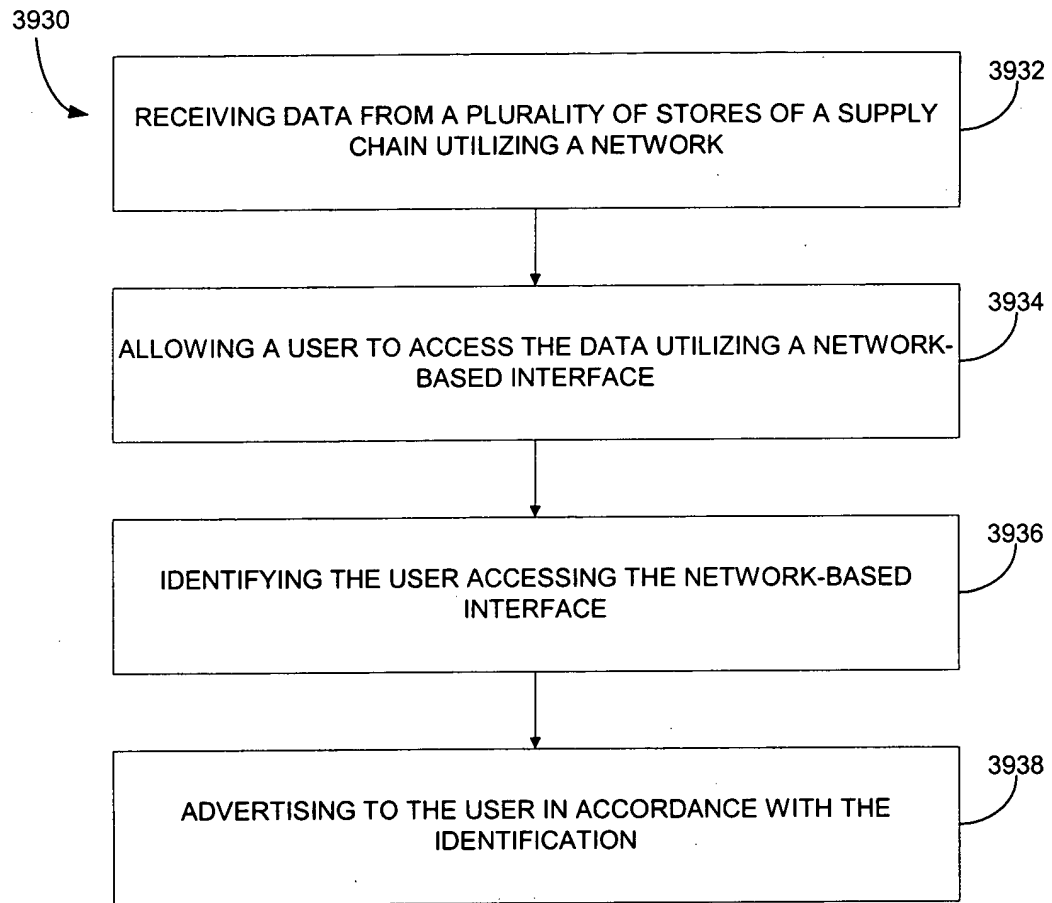 3930
3932
RECEIVING DATA FROM A PLURALITY OF STORES OF A SUPPLY
CHAIN UTILIZING A NETWORK
3934
ALLOWING A USER TO ACCESS THE DATA UTILIZING A NETWORK-
BASED INTERFACE
3936
IDENTIFYING THE USER ACCESSING THE NETWORK-BASED
INTERFACE
3938
ADVERTISING TO THE USER IN ACCORDANCE WITH THE
IDENTIFICATION